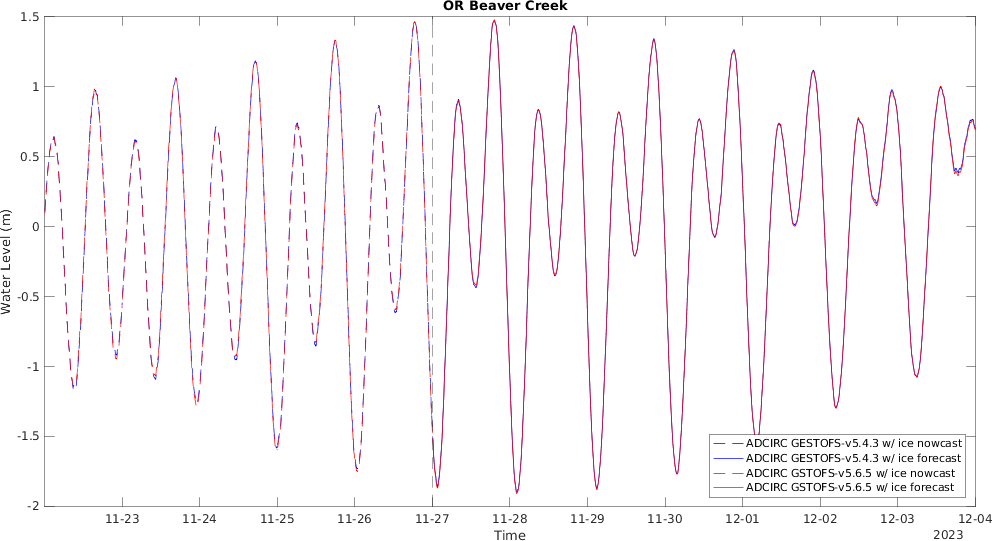 OR Beaver Creek
1.5
1
0.5
0
-0.5
-1
-1.5
-2
Water Level (m)
11-23 11-24 11-25 11-26 11-27 11-28 11-29 11-30 12-01 12-02 12-03 12-04
Time
2023
ADCIRC GESTOFS-v5.4.3 w/ ice nowcast
ADCIRC GESTOFS-v5.4.3 w/ ice forecast
ADCIRC GSTOFS-v5.6.5 w/ ice nowcast
ADCIRC GSTOFS-v5.6.5 w/ ice forecast